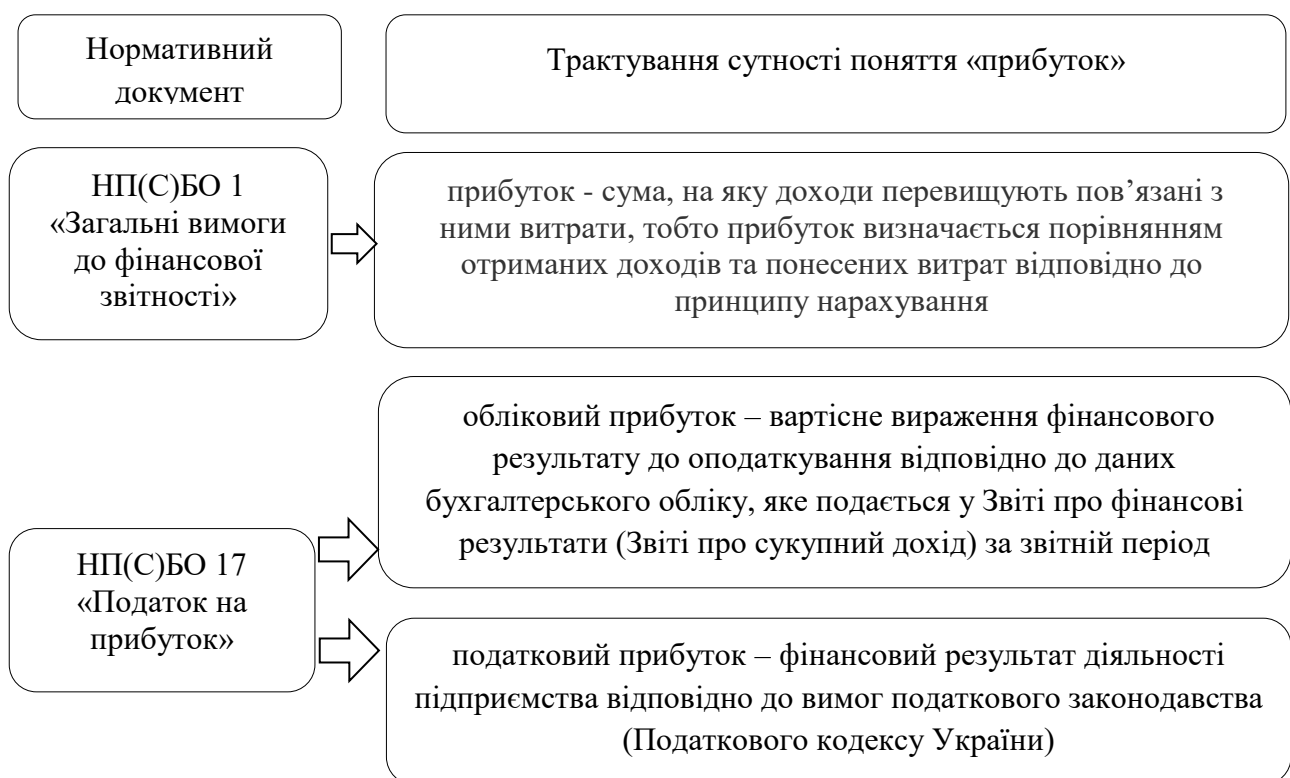 Нормативний
документ
Трактування сутності поняття «прибуток»
НП(С)БО 1
«Загальні вимоги
до фінансової
звітності»
прибуток - сума, на яку доходи перевищують пов’язані з
ними витрати, тобто прибуток визначається порівнянням
отриманих доходів та понесених витрат відповідно до
принципу нарахування
обліковий прибуток – вартісне вираження фінансового
результату до оподаткування відповідно до даних
бухгалтерського обліку, яке подається у Звіті про фінансові
результати (Звіті про сукупний дохід) за звітній період
НП(С)БО 17
«Податок на
прибуток»
податковий прибуток – фінансовий результат діяльності
підприємства відповідно до вимог податкового законодавства
(Податкового кодексу України)